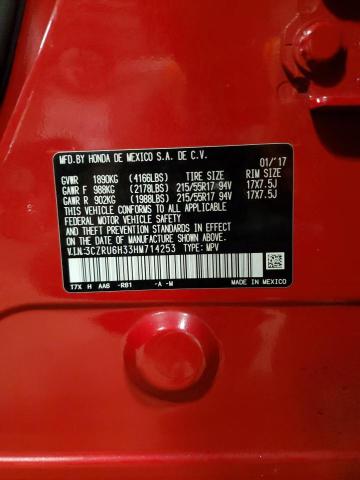 MFD.BY HONDA DE MEXICO S.A. DE C.V. 01/'17
GVWR 1890KG (4166LBS) TIRE SIZE RIM SIZE
GAWR F 988KG (2178LBS) 215/55R17 94V 17X7.5J
GAWR R 902KG (1988LBS) 215/55R17 94V 17X7.5J
THIS VEHICLE CONFORMS TO ALL APPLICABLE
FEDERAL MOTOR VEHICLE SAFETY, BUMPER,
AND THEFT PREVENTION STANDARDS IN EFFECT ON THE
DATE OF MANUFACTURE SHOWN ABOVE.
V.I.N:3CZRU6H33HM714253 TYPE: MPV
T7X H AA6 -R81 -A -M